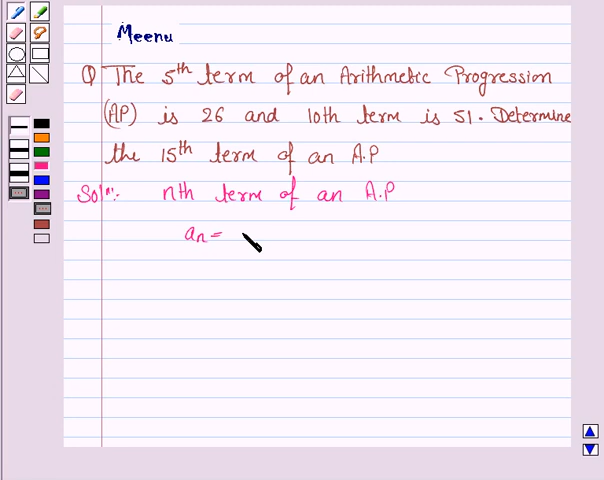 Meenu
Q The 5th term of an Arithmetic Progression
(AP) is 26 and 10th term is 51. Determine
the 15th term of an A.P
Solⁿ: nth term of an A.P
aₙ =